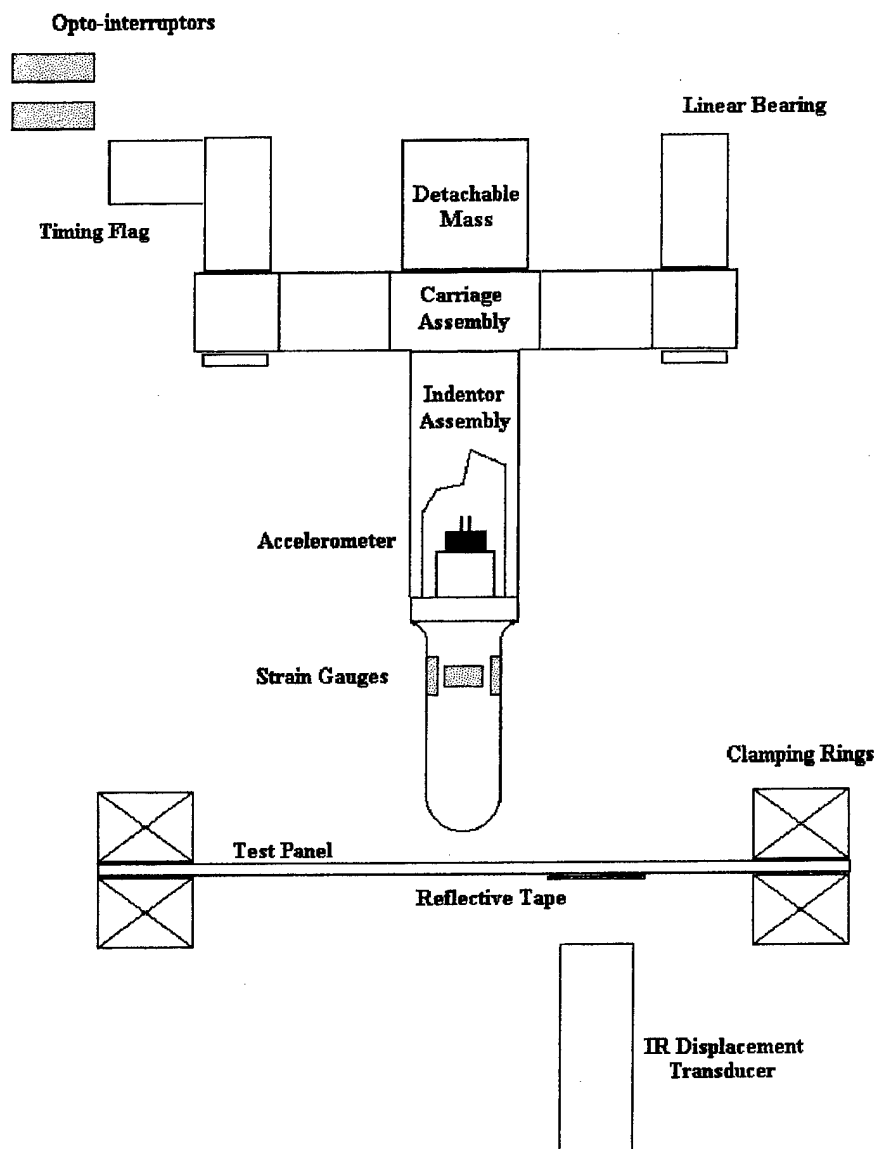 Opto-interruptors
Linear Bearing
Detachable
Mass
Timing Flag
Carriage
Assembly
Indentor
Assembly
Accelerometer
Strain Gauges
Clamping Rings
Test Panel
Reflective Tape
IR Displacement
Transducer